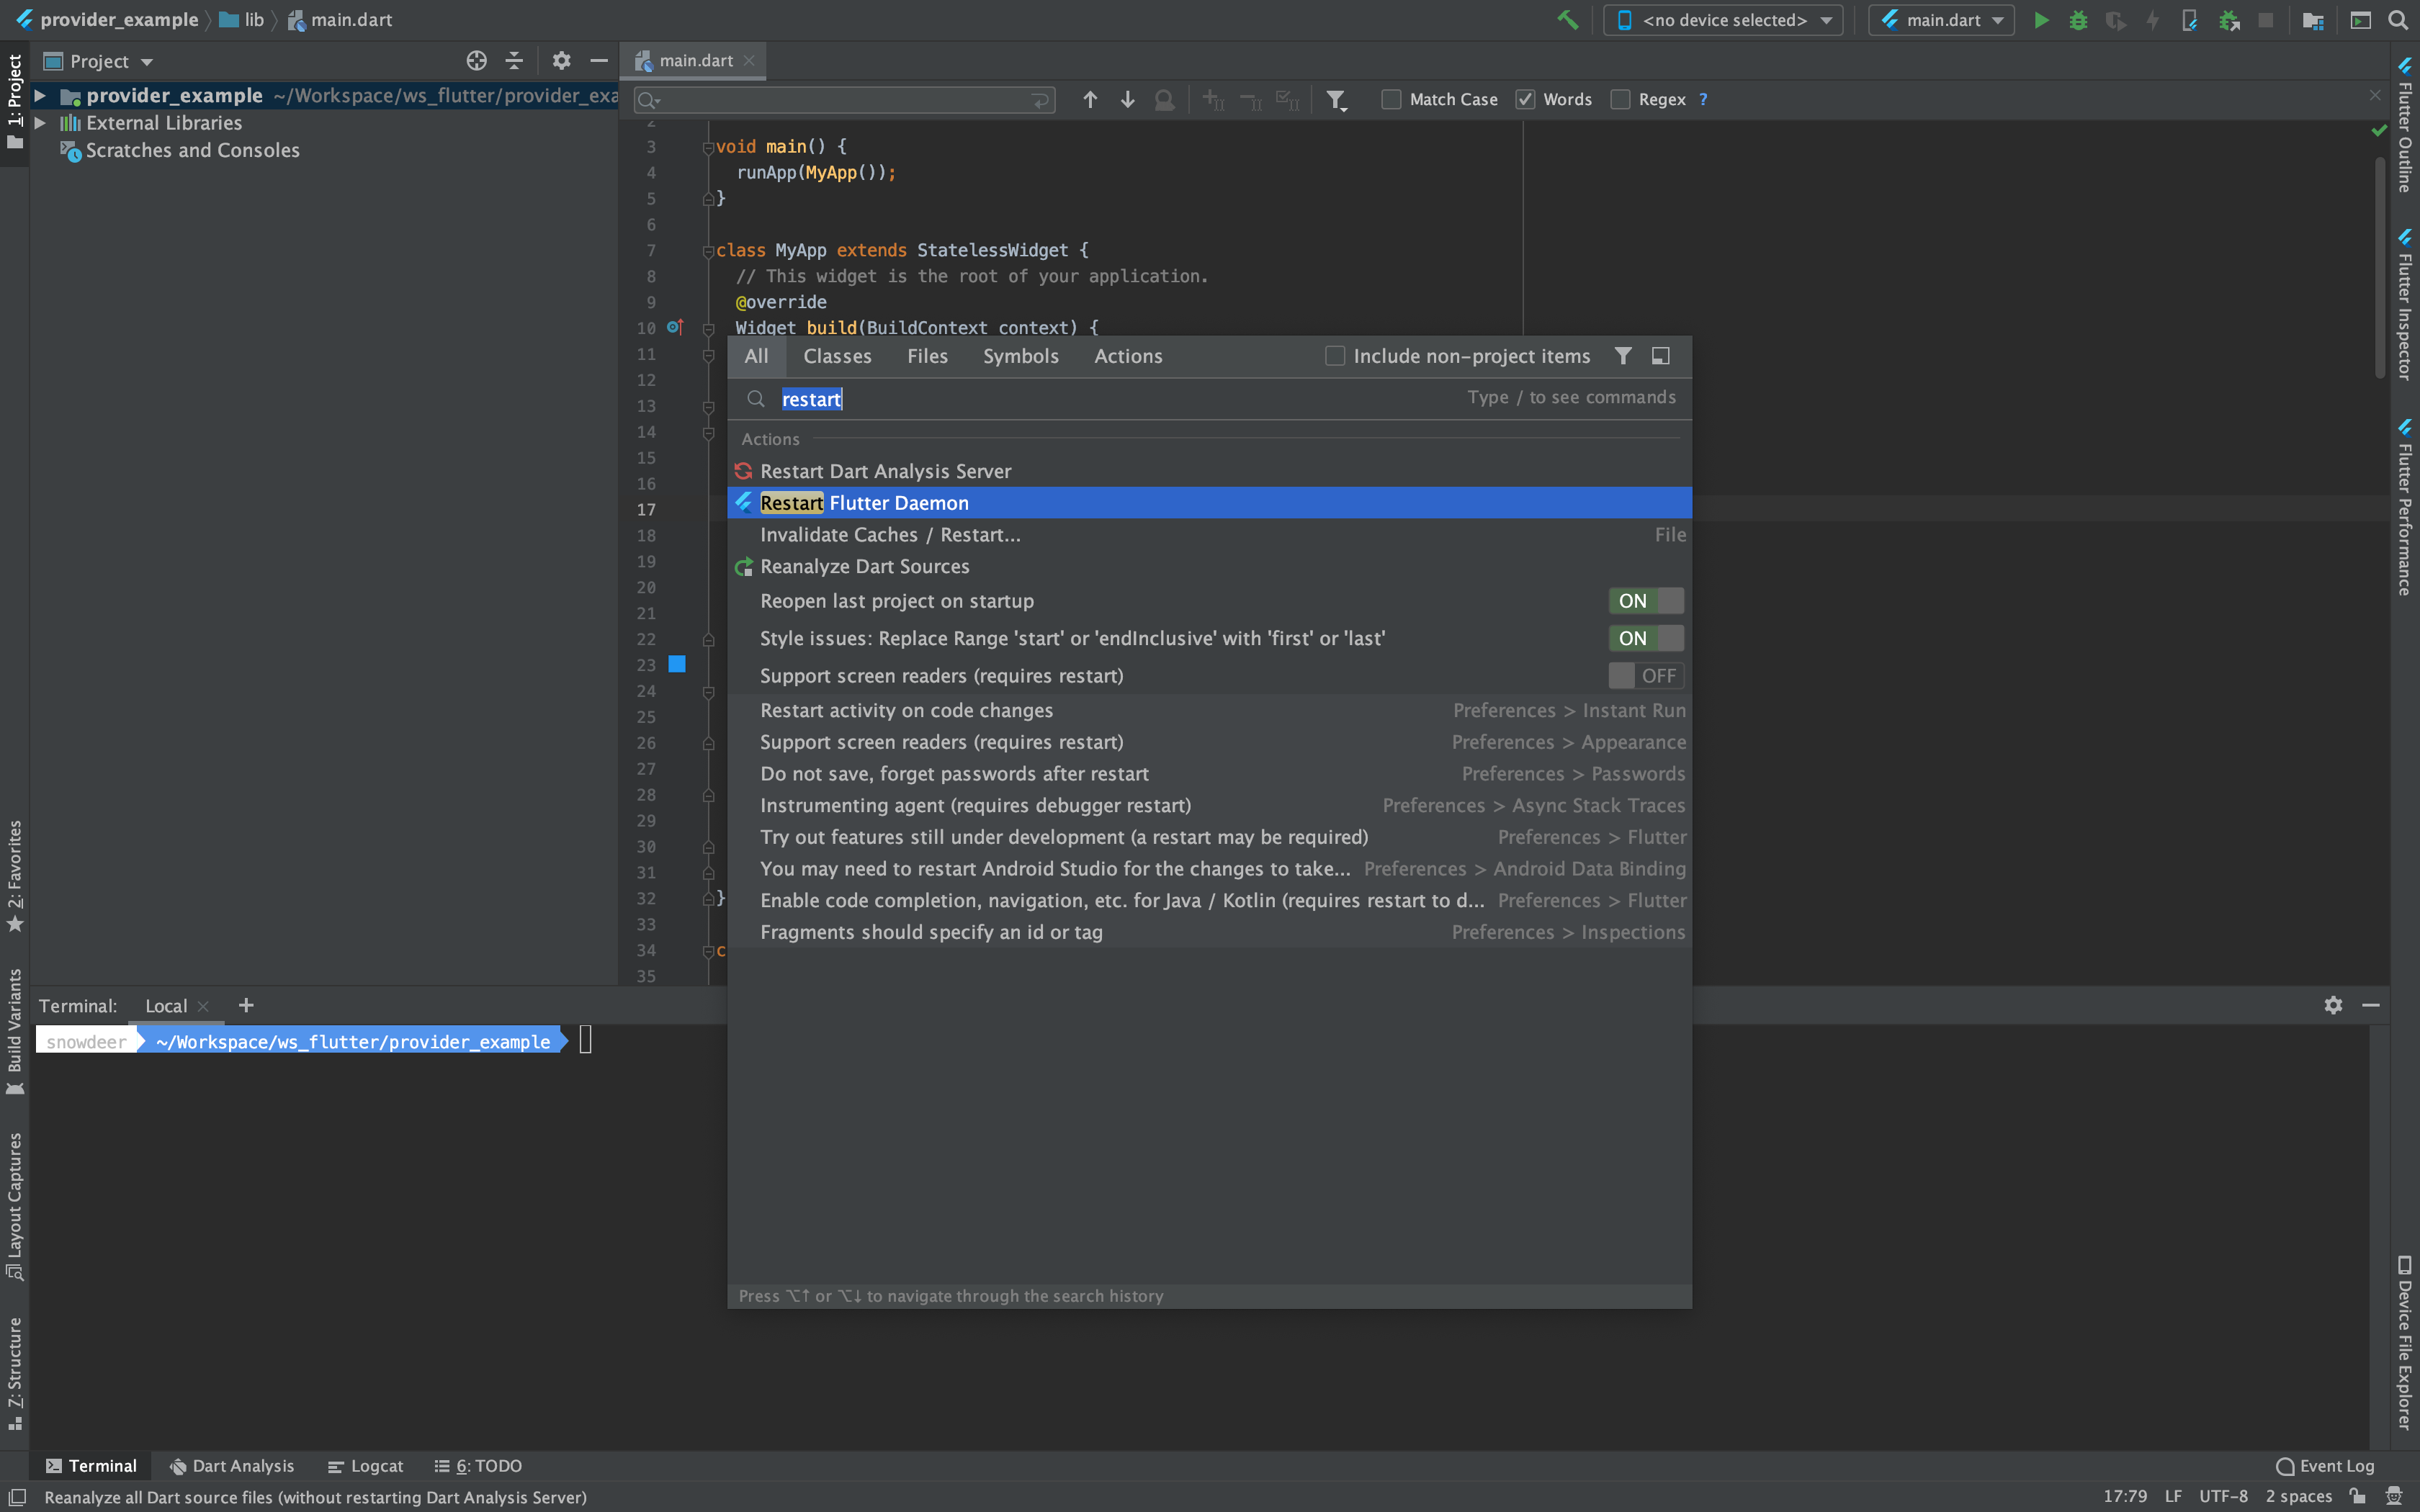 provider_example lib main.dart <no device selected> main.dart
Project main.dart
1: Project
provider_example ~/Workspace/ws_flutter/provider_exa
External Libraries
Scratches and Consoles
Match Case Words Regex ?
2
3 void main() {
4 runApp(MyApp());
5 }
6
7 class MyApp extends StatelessWidget {
8 // This widget is the root of your application.
9 @override
10 Widget build(BuildContext context) {
11
12
13
14
15
16
17
18
19
20
21
22
23
24
25
26
27
28
29
30
31
32 }
33
34 c
35
All Classes Files Symbols Actions Include non-project items
restart Type / to see commands
Actions
Restart Dart Analysis Server
Restart Flutter Daemon
Invalidate Caches / Restart... File
Reanalyze Dart Sources
Reopen last project on startup ON
Style issues: Replace Range 'start' or 'endInclusive' with 'first' or 'last' ON
Support screen readers (requires restart) OFF
Restart activity on code changes Preferences > Instant Run
Support screen readers (requires restart) Preferences > Appearance
Do not save, forget passwords after restart Preferences > Passwords
Instrumenting agent (requires debugger restart) Preferences > Async Stack Traces
Try out features still under development (a restart may be required) Preferences > Flutter
You may need to restart Android Studio for the changes to take... Preferences > Android Data Binding
Enable code completion, navigation, etc. for Java / Kotlin (requires restart to d... Preferences > Flutter
Fragments should specify an id or tag Preferences > Inspections
Press ⌥↑ or ⌥↓ to navigate through the search history
Flutter Outline
Flutter Inspector
Flutter Performance
Device File Explorer
2: Favorites
Build Variants
Layout Captures
7: Structure
Terminal: Local
snowdeer ~/Workspace/ws_flutter/provider_example
Terminal Dart Analysis Logcat 6: TODO Event Log
Reanalyze all Dart source files (without restarting Dart Analysis Server) 17:79 LF UTF-8 2 spaces